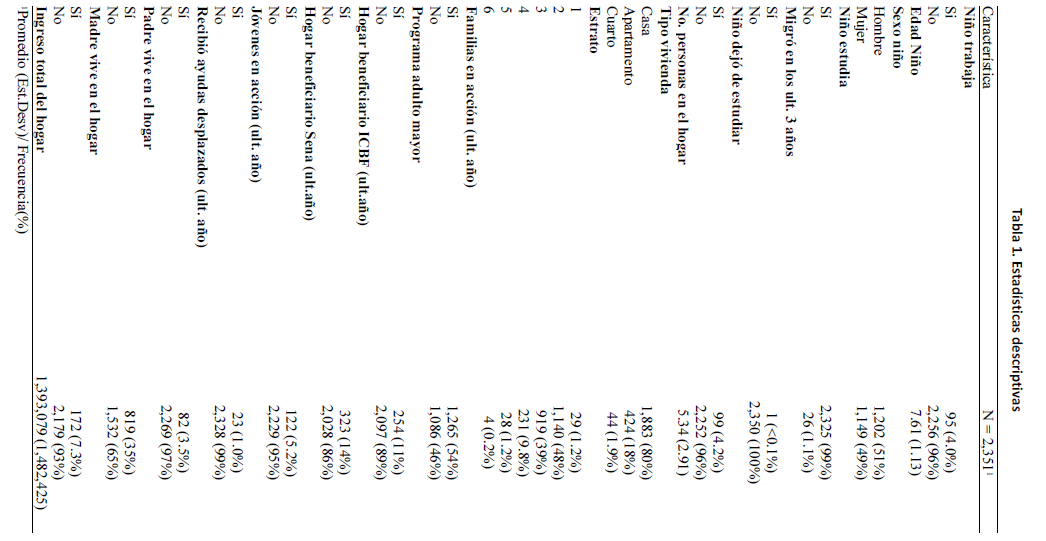 Tabla 1. Estadísticas descriptivas
Característica N = 2,351¹
Niño trabaja
Sí 95 (4.0%)
No 2,256 (96%)
Edad Niño 7.61 (1.13)
Sexo niño
Hombre 1,202 (51%)
Mujer 1,149 (49%)
Niño estudia
Sí 2,325 (99%)
No 26 (1.1%)
Migró en los ult. 3 años
Sí 1 (<0.1%)
No 2,350 (100%)
Niño dejó de estudiar
Sí 99 (4.2%)
No 2,252 (96%)
No. personas en el hogar 5.34 (2.91)
Tipo vivienda
Casa 1,883 (80%)
Apartamento 424 (18%)
Cuarto 44 (1.9%)
Estrato
1 29 (1.2%)
2 1,140 (48%)
3 919 (39%)
4 231 (9.8%)
5 28 (1.2%)
6 4 (0.2%)
Familias en acción (ult. año)
Si 1,265 (54%)
No 1,086 (46%)
Programa adulto mayor
Sí 254 (11%)
No 2,097 (89%)
Hogar beneficiario ICBF (ult.año)
Sí 323 (14%)
No 2,028 (86%)
Hogar beneficiario Sena (ult.año)
Sí 122 (5.2%)
No 2,229 (95%)
Jóvenes en acción (ult. año)
Si 23 (1.0%)
No 2,328 (99%)
Recibió ayudas desplazados (ult. año)
Sí 82 (3.5%)
No 2,269 (97%)
Padre vive en el hogar
Sí 819 (35%)
No 1,532 (65%)
Madre vive en el hogar
Sí 172 (7.3%)
No 2,179 (93%)
Ingreso total del hogar 1,393,079 (1,482,425)
¹Promedio (Est.Desv)/ Frecuencia(%)